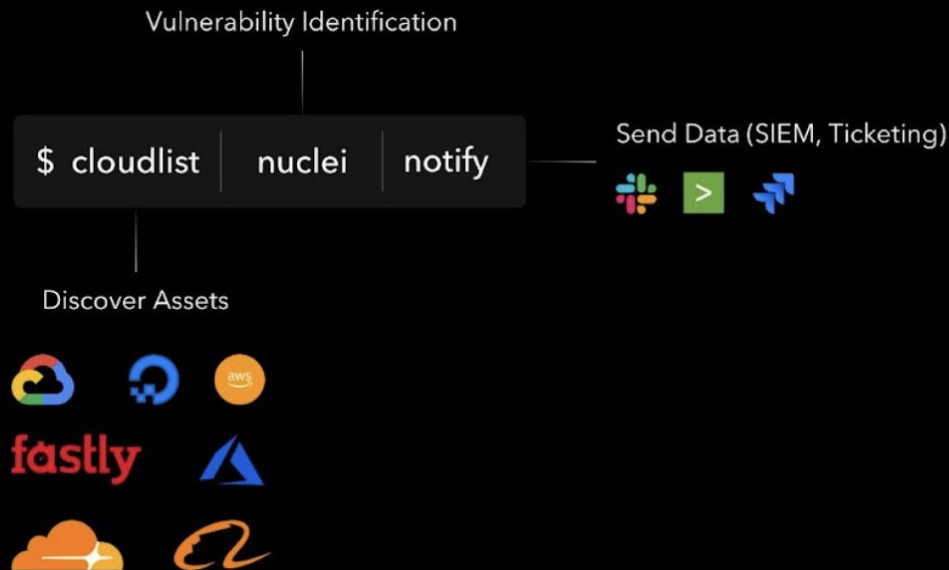 Vulnerability Identification
$ cloudlist | nuclei | notify
Send Data (SIEM, Ticketing)
>
Discover Assets
aws
fastly